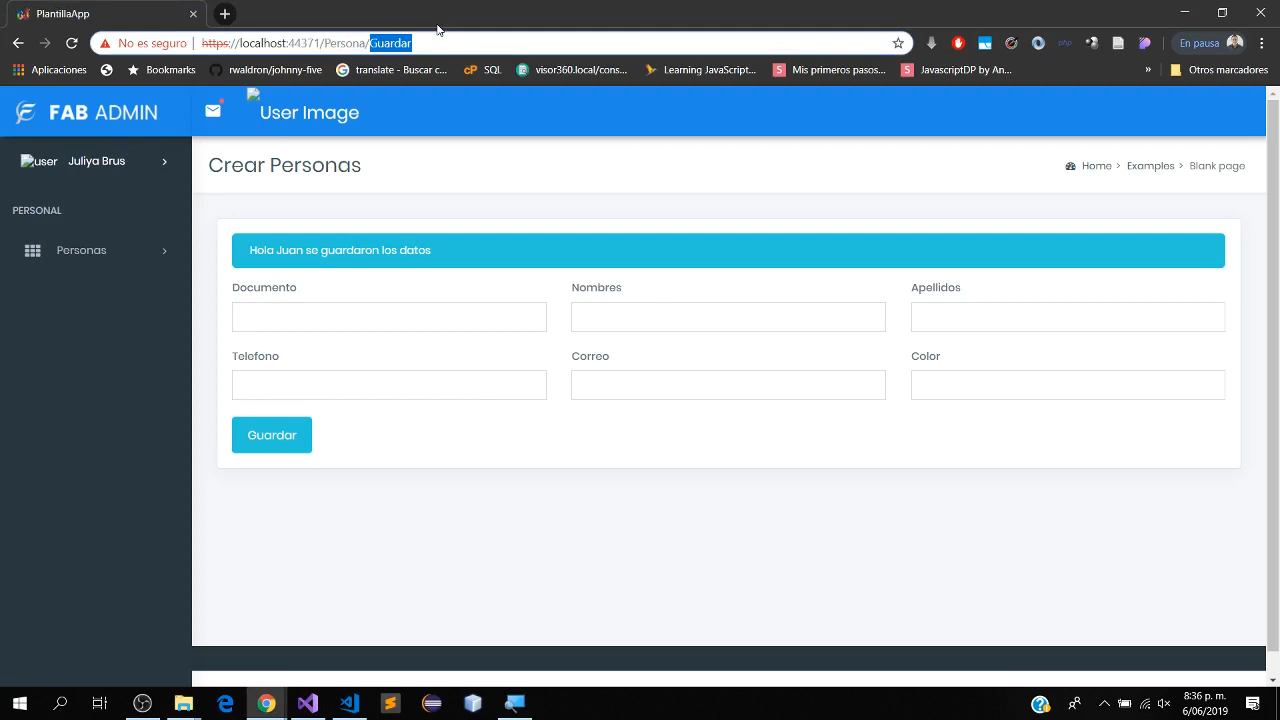 PlantillaApp
No es seguro | https://localhost:44371/Persona/Guardar
php
En pausa
Aplicaciones
Bookmarks
rwaldron/johnny-five
translate - Buscar c...
cP SQL
visor360.local/cons...
Learning JavaScript...
S Mis primeros pasos...
S JavascriptDP by An...
»
Otros marcadores
FAB ADMIN
User Image
user Juliya Brus
Crear Personas
Home > Examples > Blank page
PERSONAL
Personas
Hola Juan se guardaron los datos
Documento Nombres Apellidos
Telefono Correo Color
Guardar
8:36 p. m.
6/06/2019